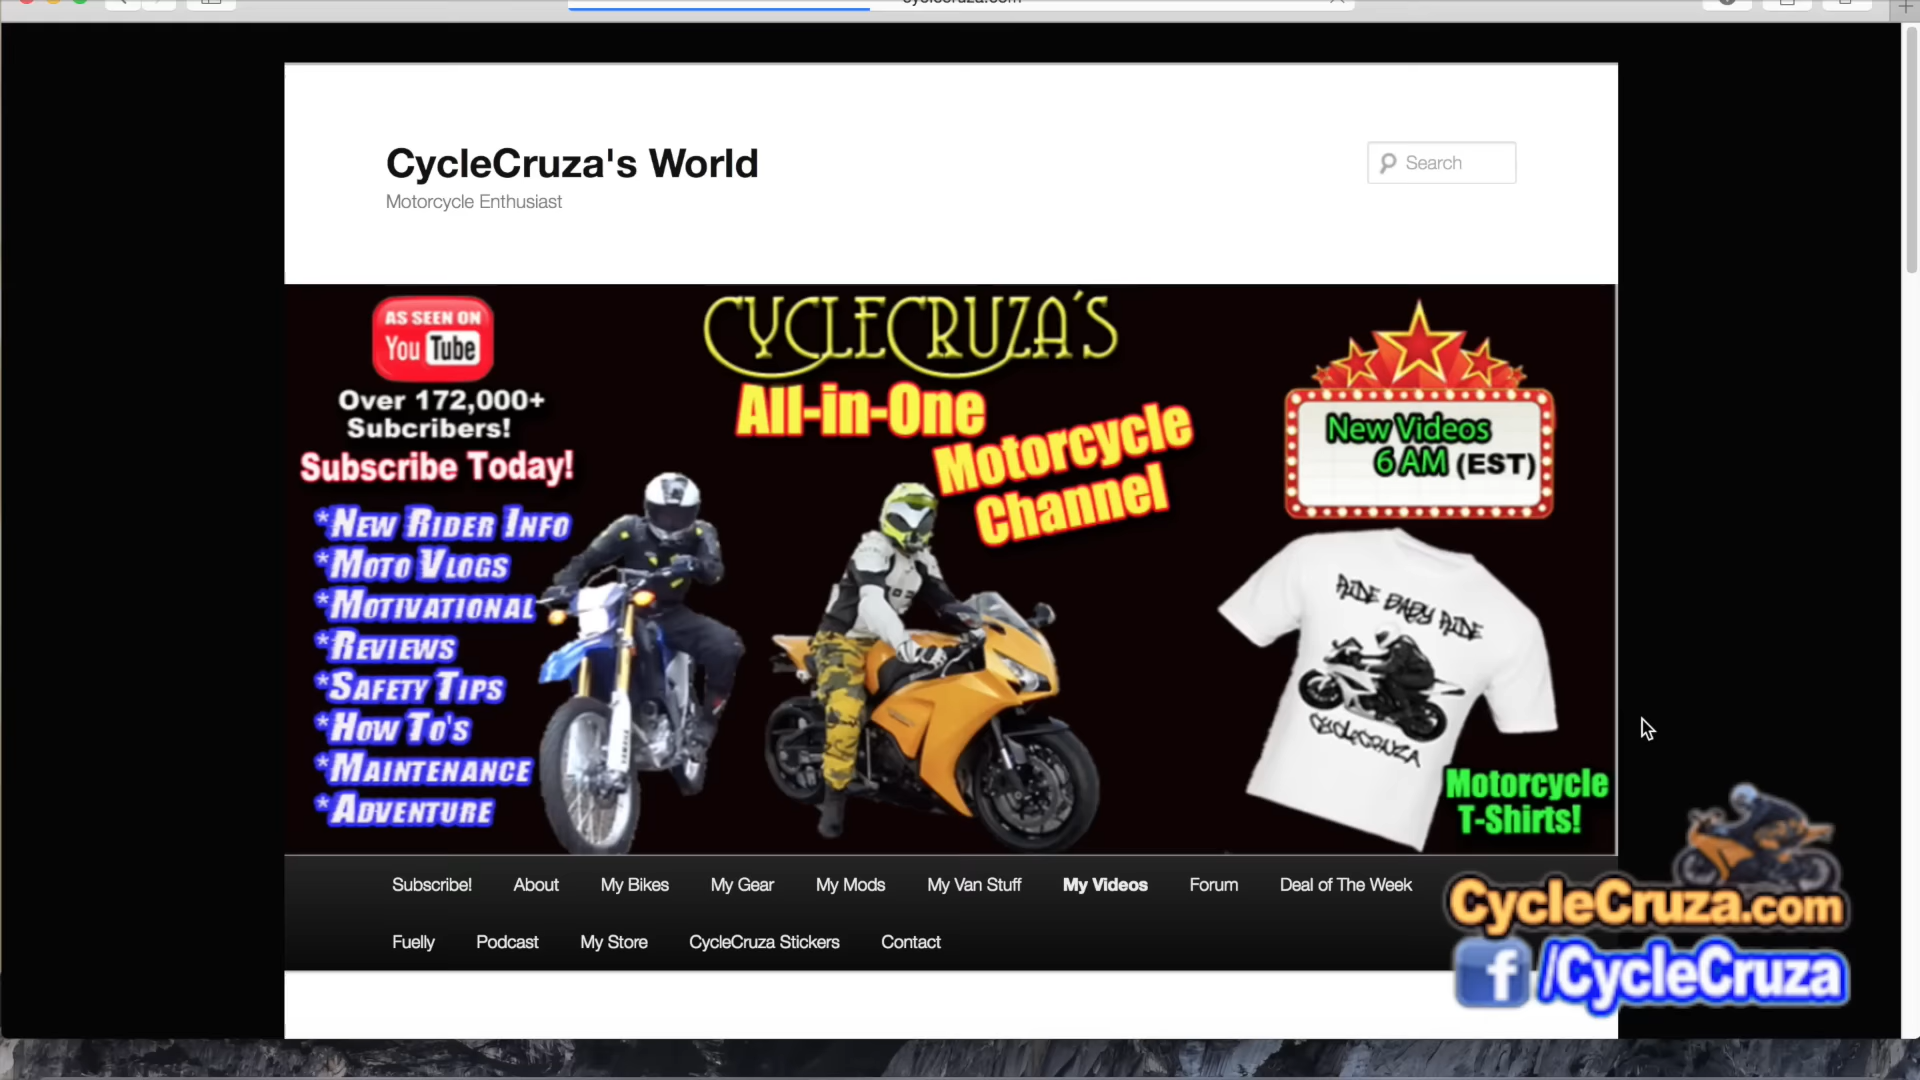 CycleCruza's World
Motorcycle Enthusiast
Search
AS SEEN ON
YouTube
Over 172,000+
Subcribers!
Subscribe Today!
*New Rider Info
*Moto Vlogs
*Motivational
*Reviews
*Safety Tips
*How To's
*Maintenance
*Adventure
CYCLECRUZA'S
All-in-One
Motorcycle
Channel
New Videos
6 AM (EST)
RIDE BABY RIDE
CYCLECRUZA
Motorcycle
T-Shirts!
Subscribe! About My Bikes My Gear My Mods My Van Stuff My Videos Forum Deal of The Week
Fuelly Podcast My Store CycleCruza Stickers Contact
CycleCruza.com
f/CycleCruza